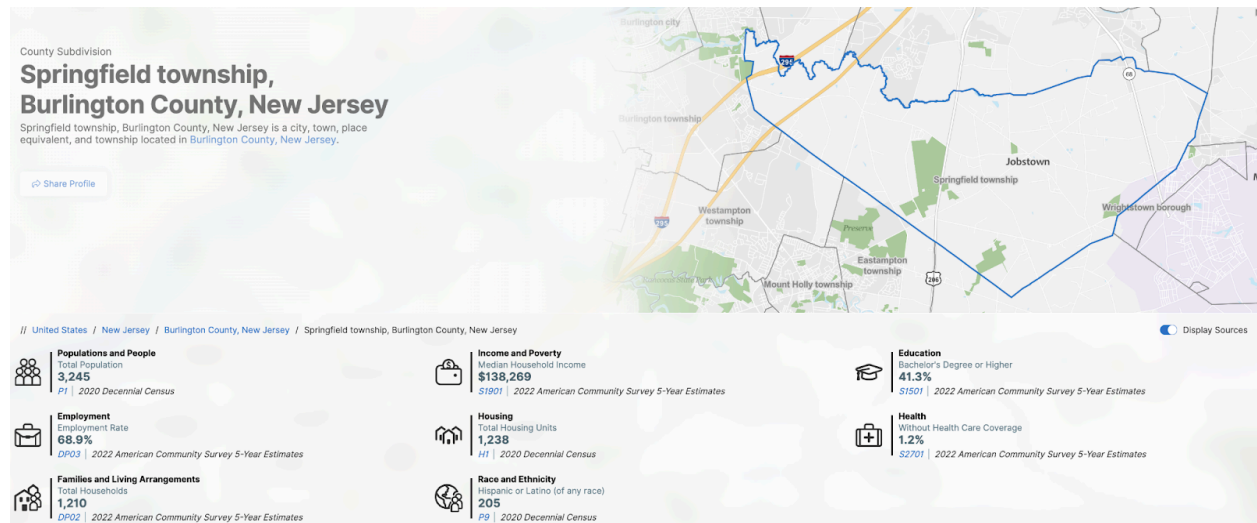 County Subdivision
Springfield township,
Burlington County, New Jersey
Springfield township, Burlington County, New Jersey is a city, town, place
equivalent, and township located in Burlington County, New Jersey.
Share Profile
Burlington city
295
68
Burlington township
Jobstown
Springfield township
Westampton
township
Wrightstown borough
295
Preserve
Eastampton
township
206
Mount Holly township
// United States / New Jersey / Burlington County, New Jersey / Springfield township, Burlington County, New Jersey
Display Sources
Populations and People
Total Population
3,245
P1 | 2020 Decennial Census
Income and Poverty
Median Household Income
$138,269
S1901 | 2022 American Community Survey 5-Year Estimates
Education
Bachelor's Degree or Higher
41.3%
S1501 | 2022 American Community Survey 5-Year Estimates
Employment
Employment Rate
68.9%
DP03 | 2022 American Community Survey 5-Year Estimates
Housing
Total Housing Units
1,238
H1 | 2020 Decennial Census
Health
Without Health Care Coverage
1.2%
S2701 | 2022 American Community Survey 5-Year Estimates
Families and Living Arrangements
Total Households
1,210
DP02 | 2022 American Community Survey 5-Year Estimates
Race and Ethnicity
Hispanic or Latino (of any race)
205
P9 | 2020 Decennial Census